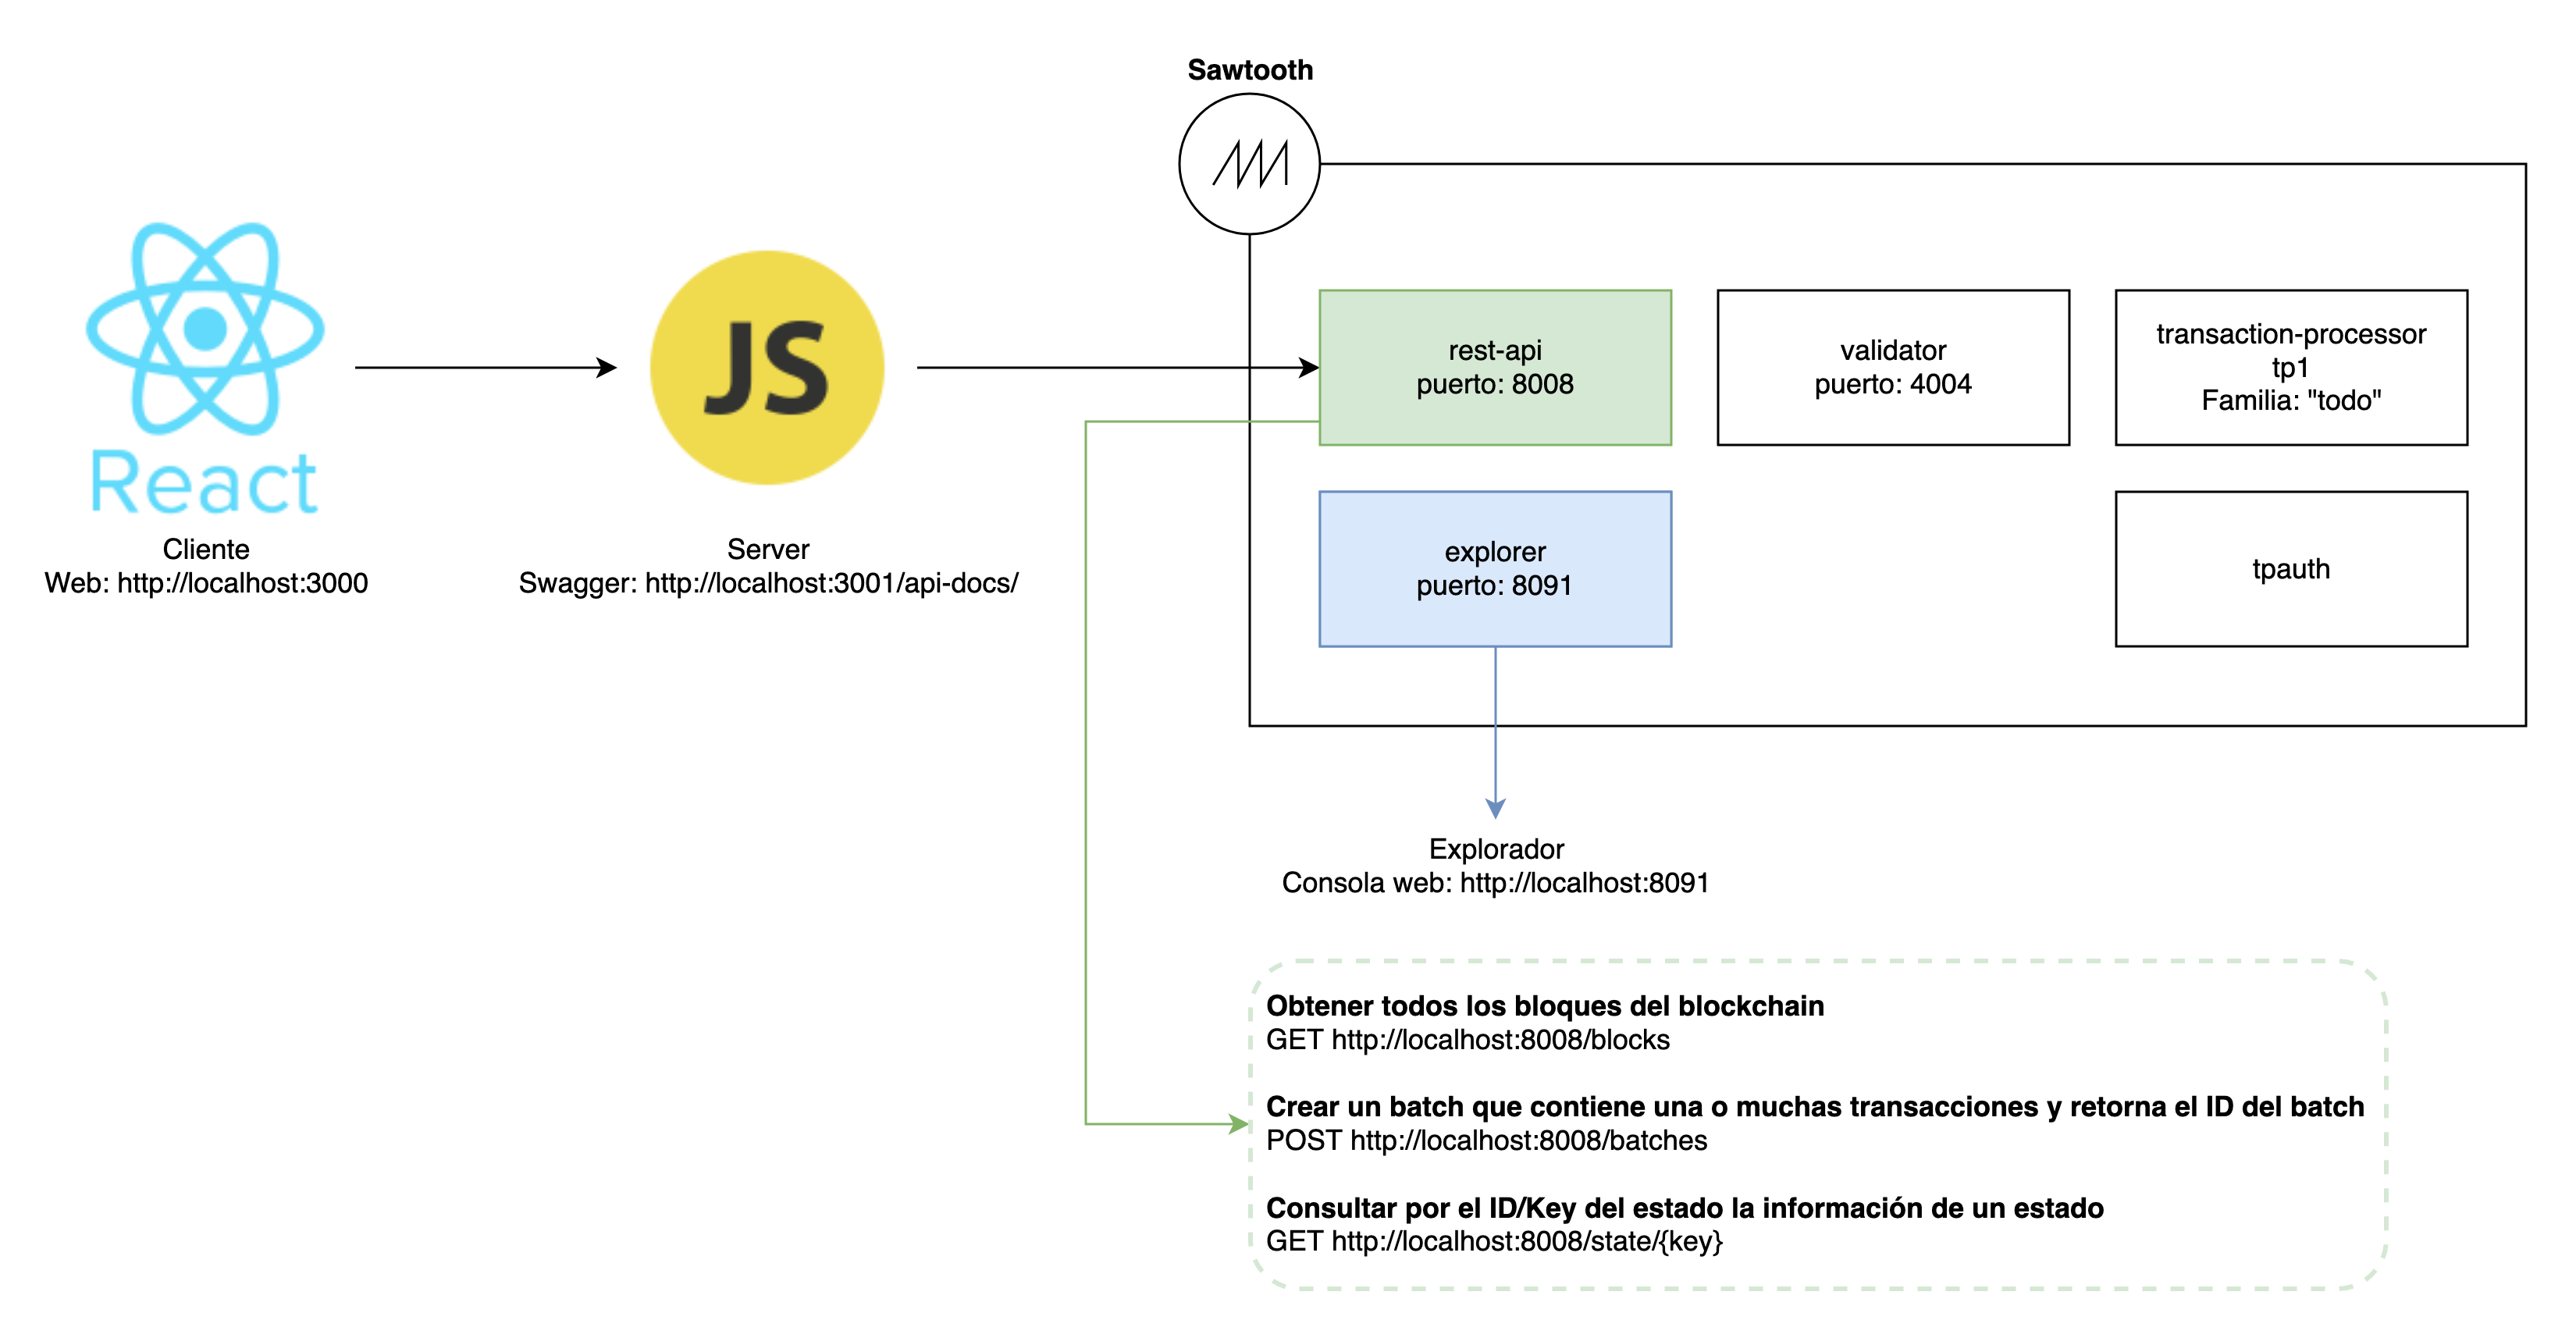 Sawtooth
React
Cliente
Web: http://localhost:3000
JS
Server
Swagger: http://localhost:3001/api-docs/
rest-api
puerto: 8008
validator
puerto: 4004
transaction-processor
tp1
Familia: "todo"
explorer
puerto: 8091
tpauth
Explorador
Consola web: http://localhost:8091
Obtener todos los bloques del blockchain
GET http://localhost:8008/blocks
Crear un batch que contiene una o muchas transacciones y retorna el ID del batch
POST http://localhost:8008/batches
Consultar por el ID/Key del estado la información de un estado
GET http://localhost:8008/state/{key}